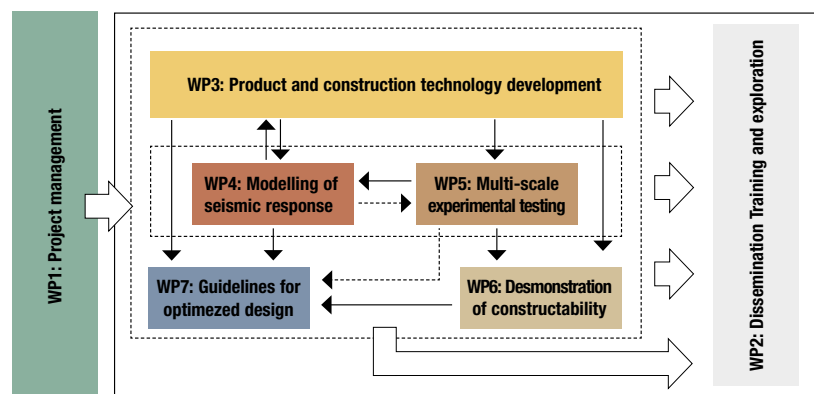 WP1: Project management
WP3: Product and construction technology development
WP4: Modelling of
seismic response
WP5: Multi-scale
experimental testing
WP7: Guidelines for
optimezed design
WP6: Desmonstration
of constructability
WP2: Dissemination Training and exploration